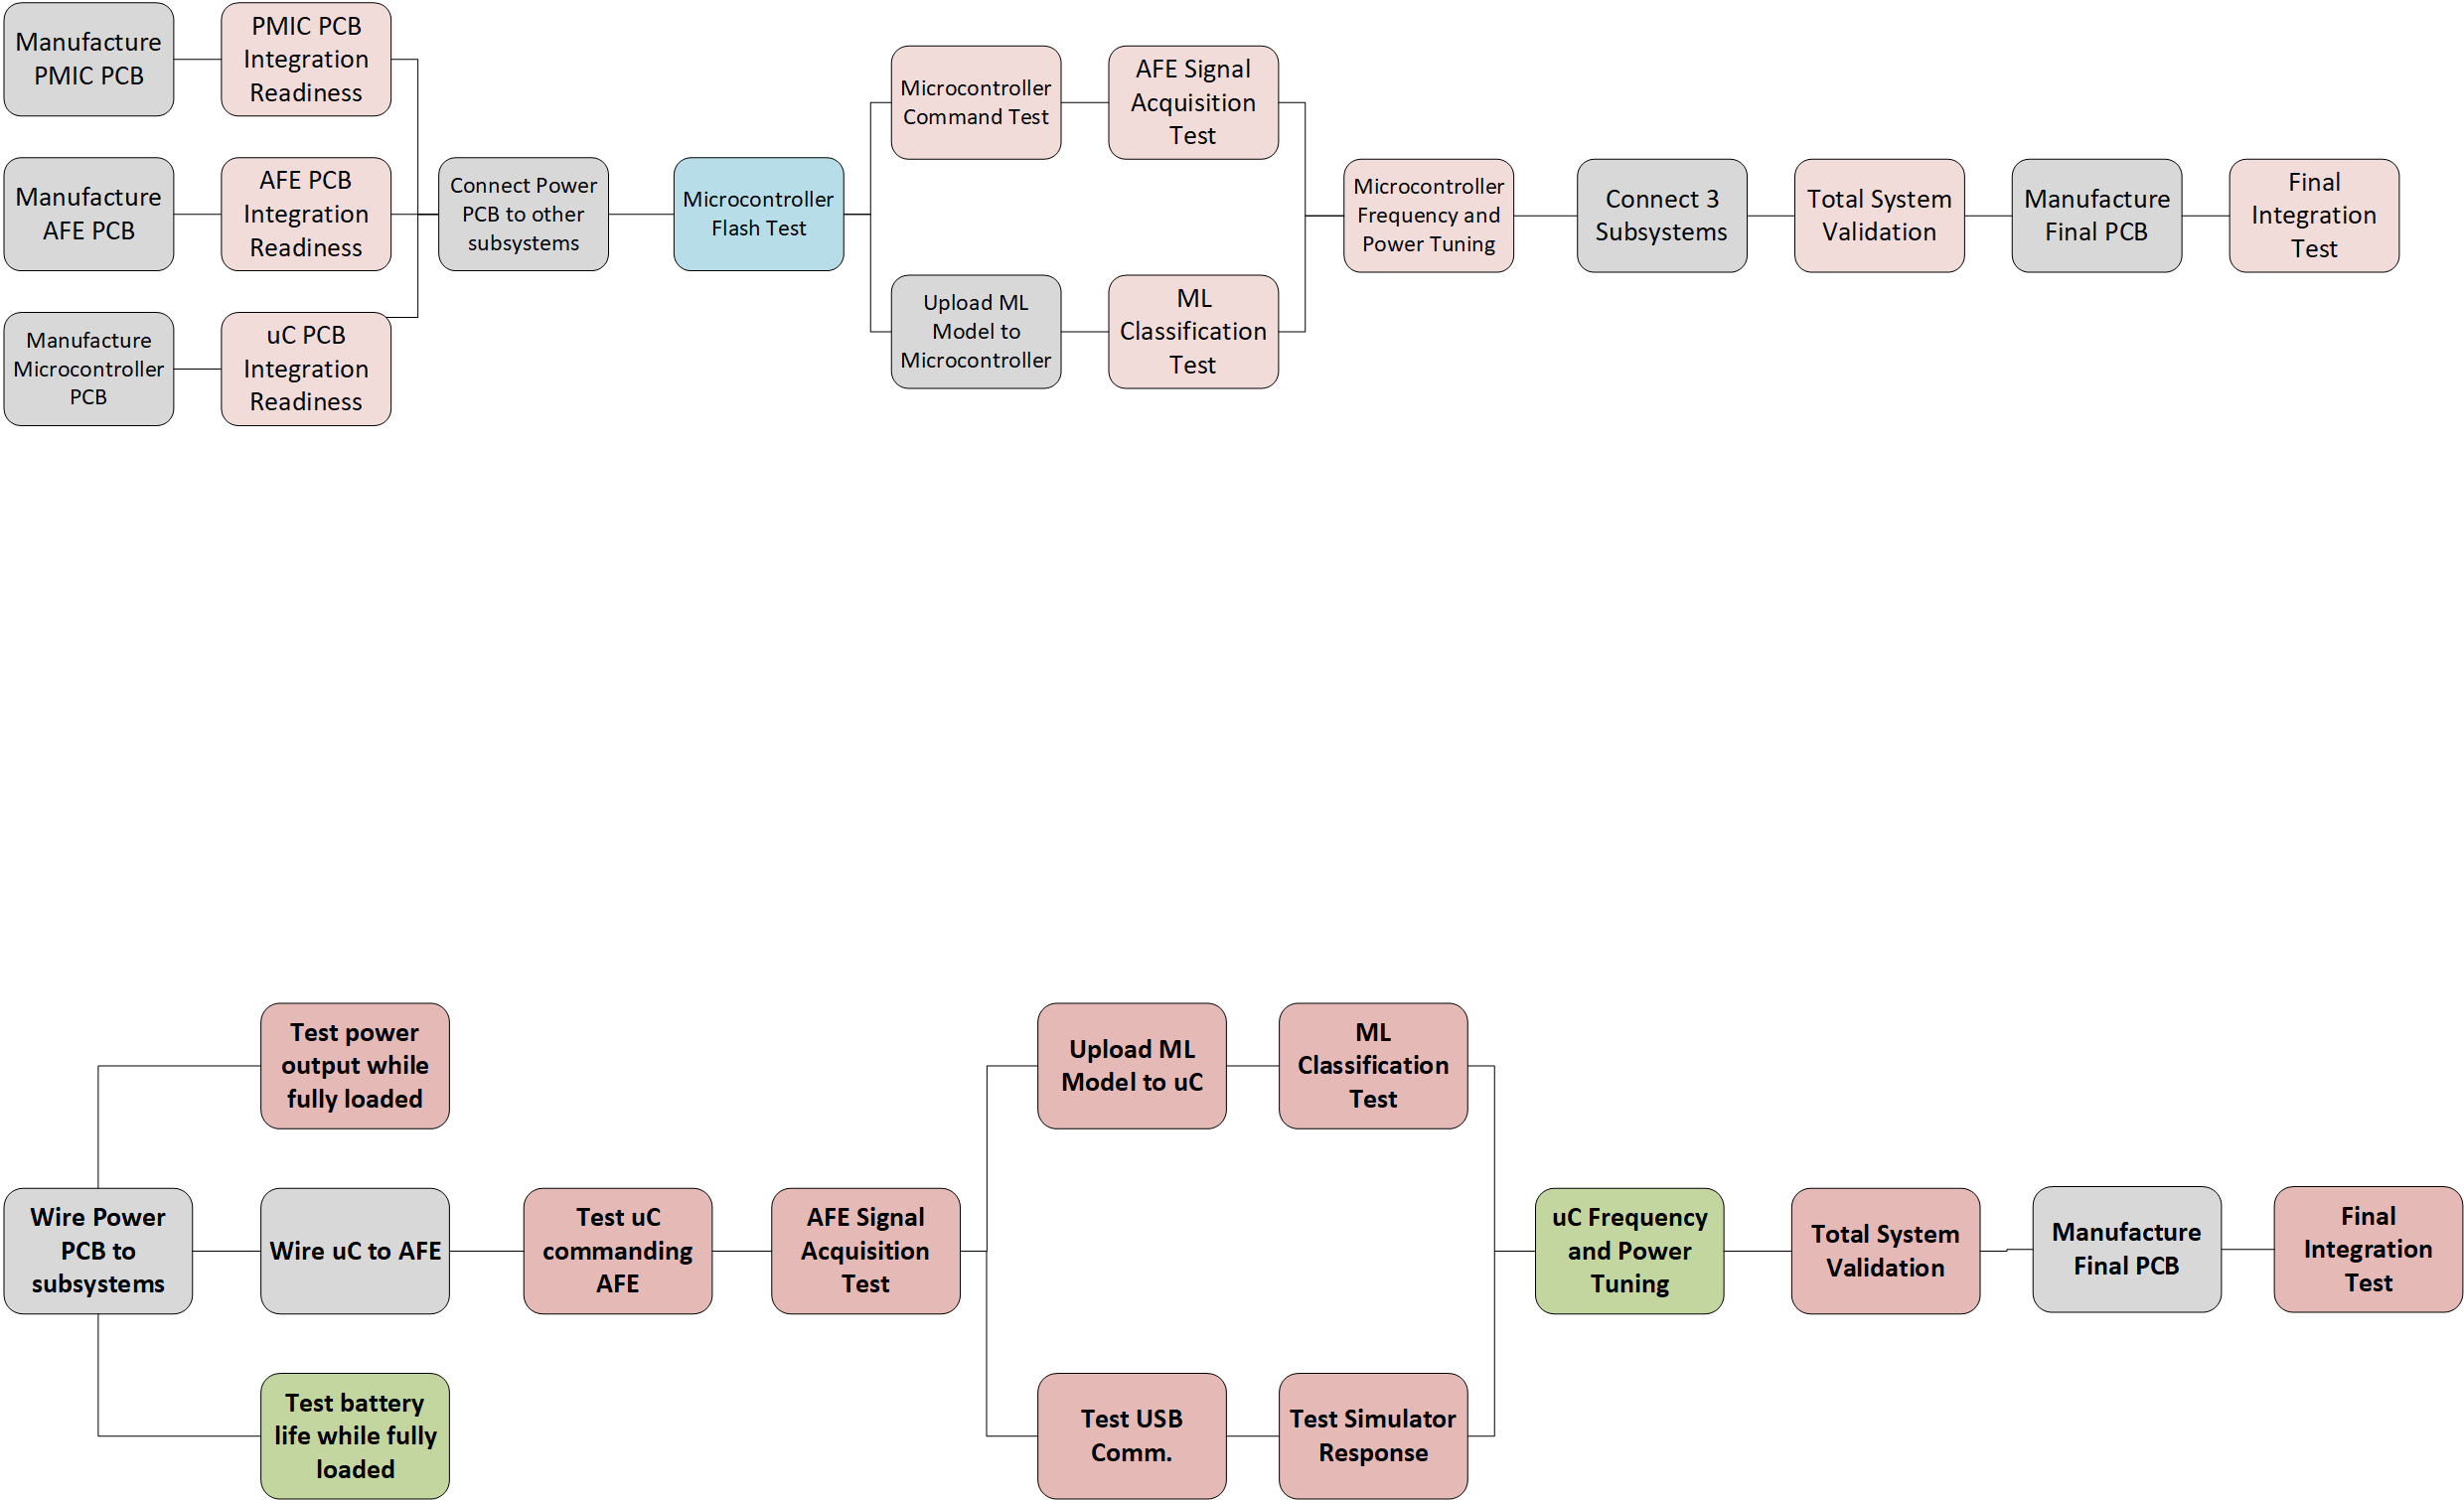 Manufacture
PMIC PCB
PMIC PCB
Integration
Readiness
Manufacture
AFE PCB
AFE PCB
Integration
Readiness
Manufacture
Microcontroller
PCB
uC PCB
Integration
Readiness
Connect Power
PCB to other
subsystems
Microcontroller
Flash Test
Microcontroller
Command Test
AFE Signal
Acquisition
Test
Upload ML
Model to
Microcontroller
ML
Classification
Test
Microcontroller
Frequency and
Power Tuning
Connect 3
Subsystems
Total System
Validation
Manufacture
Final PCB
Final
Integration
Test
Test power
output while
fully loaded
Wire Power
PCB to
subsystems
Wire uC to AFE
Test battery
life while fully
loaded
Test uC
commanding
AFE
AFE Signal
Acquisition
Test
Upload ML
Model to uC
ML
Classification
Test
Test USB
Comm.
Test Simulator
Response
uC Frequency
and Power
Tuning
Total System
Validation
Manufacture
Final PCB
Final
Integration
Test